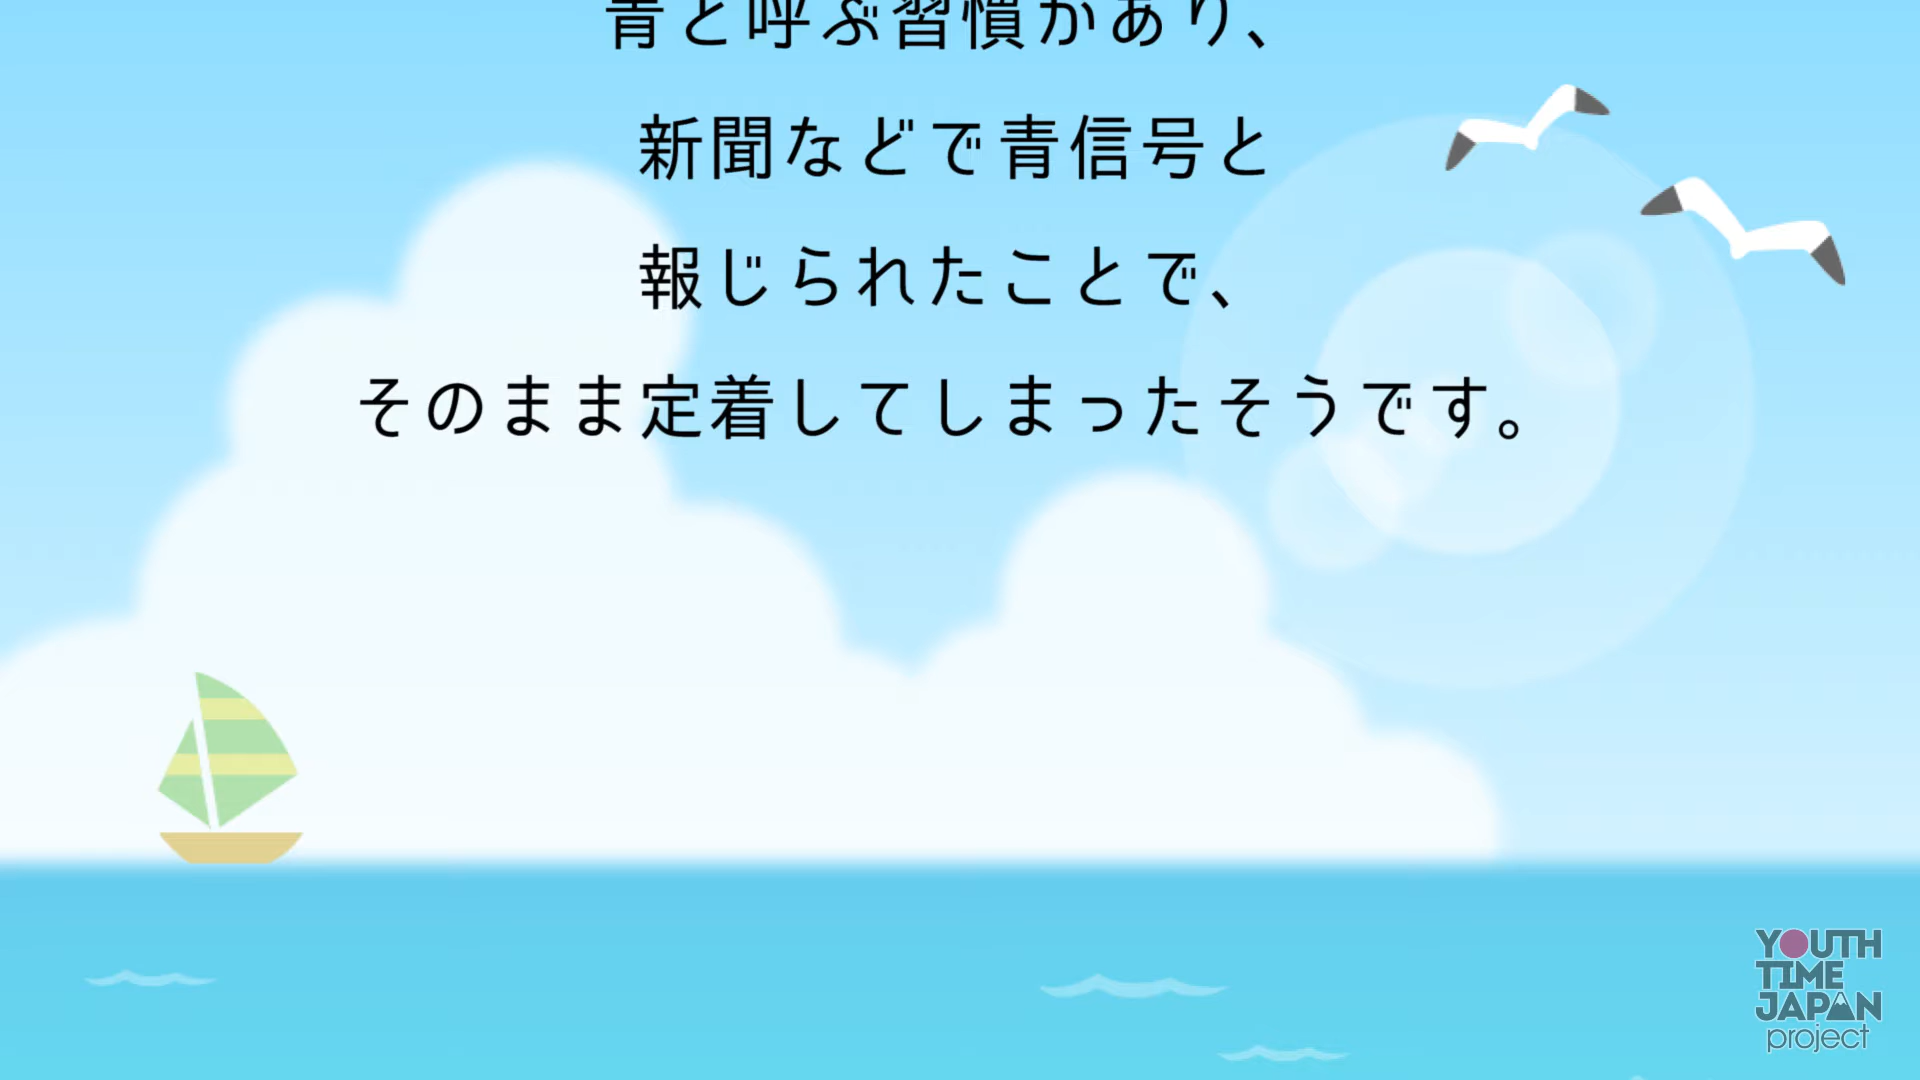 青と呼ぶ習慣があり、
新聞などで青信号と
報じられたことで、
そのまま定着してしまったそうです。
YOUTH
TIME
JAPAN
project